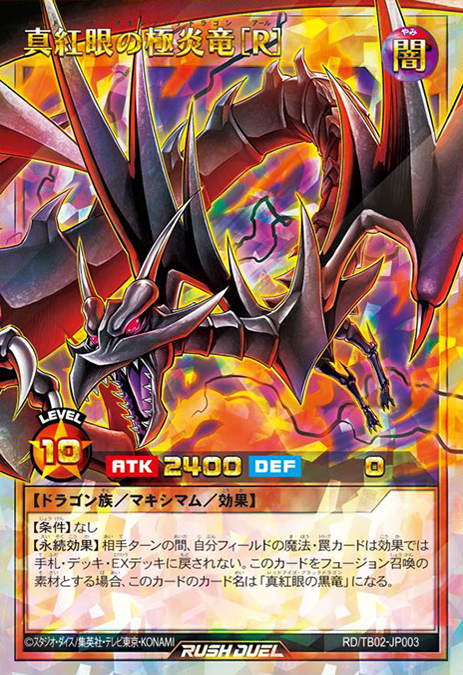 真紅眼の極炎竜[R]
やみ
闇
LEVEL
10
ATK 2400 DEF 0
【ドラゴン族/マキシマム/効果】
【条件】なし
【永続効果】相手ターンの間、自分フィールドの魔法・罠カードは効果では
手札・デッキ・EXデッキに戻されない。このカードをフュージョン召喚の
素材とする場合、このカードのカード名は「真紅眼の黒竜」になる。
©スタジオ・ダイス/集英社・テレビ東京・KONAMI
RUSH DUEL
RD/TB02-JP003